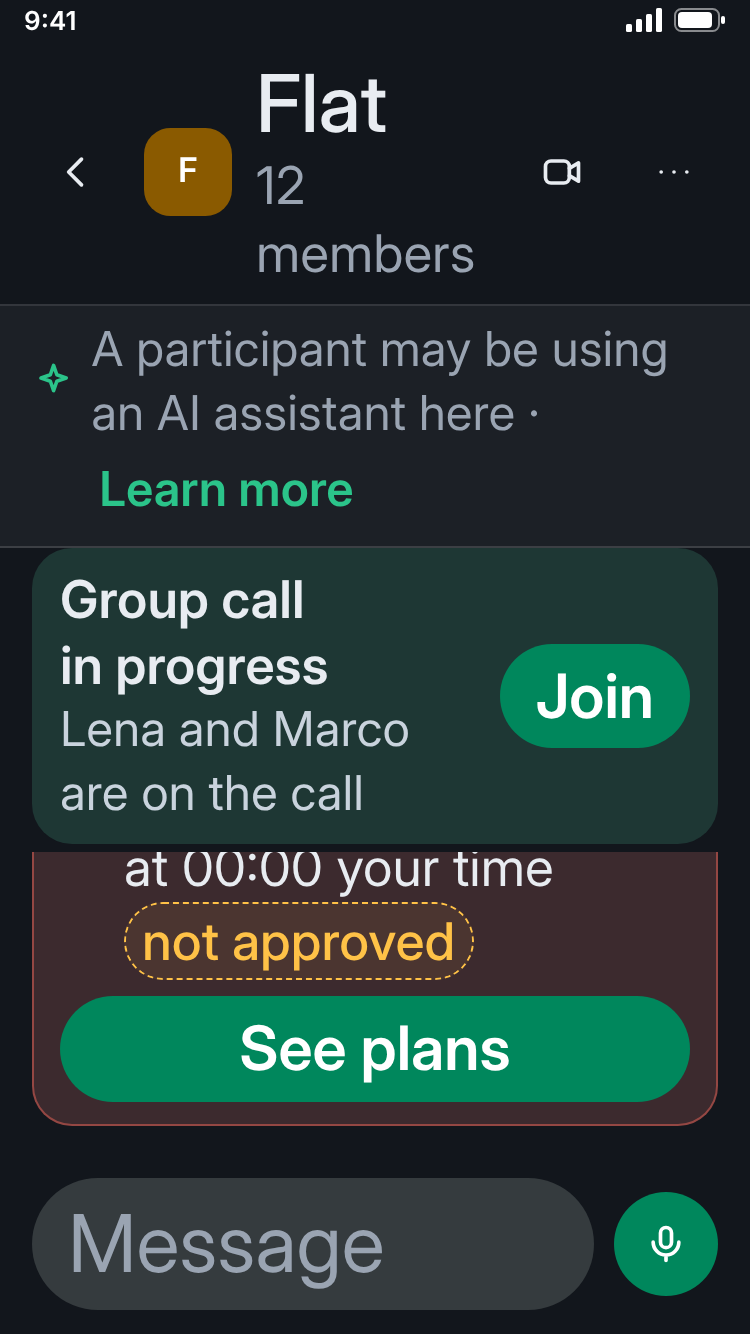 9:41
Flat
F
12
members
···
A participant may be using
an AI assistant here ·
Learn more
Group call
in progress
Lena and Marco
are on the call
Join
at 00:00 your time
not approved
See plans
Message